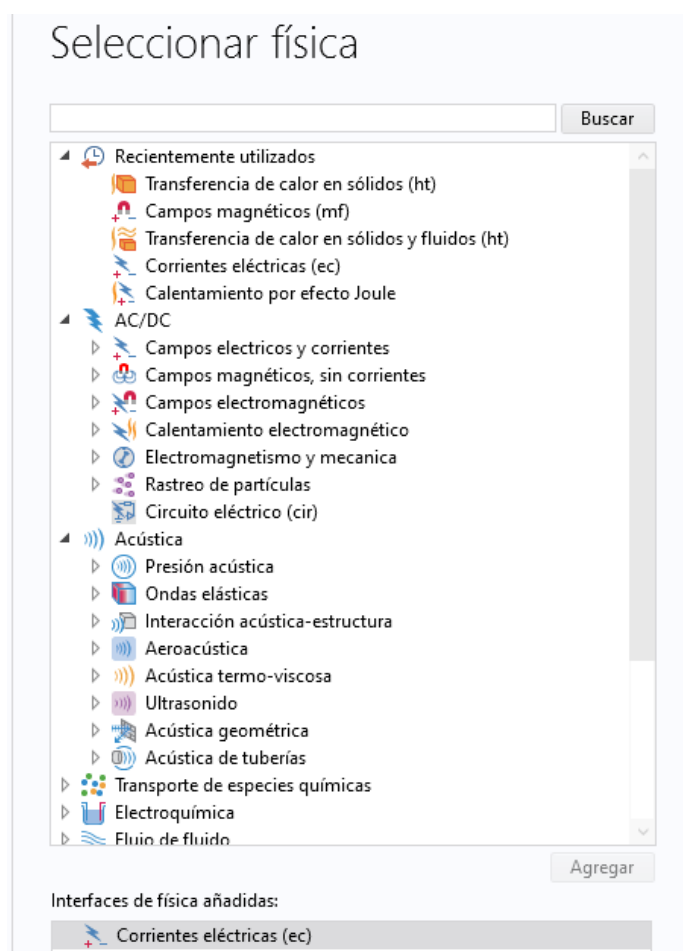 Seleccionar física
Buscar
Recientemente utilizados
Transferencia de calor en sólidos (ht)
Campos magnéticos (mf)
Transferencia de calor en sólidos y fluidos (ht)
Corrientes eléctricas (ec)
Calentamiento por efecto Joule
AC/DC
Campos electricos y corrientes
Campos magnéticos, sin corrientes
Campos electromagnéticos
Calentamiento electromagnético
Electromagnetismo y mecanica
Rastreo de partículas
Circuito eléctrico (cir)
Acústica
Presión acústica
Ondas elásticas
Interacción acústica-estructura
Aeroacústica
Acústica termo-viscosa
Ultrasonido
Acústica geométrica
Acústica de tuberías
Transporte de especies químicas
Electroquímica
Flujo de fluido
Agregar
Interfaces de física añadidas:
Corrientes eléctricas (ec)